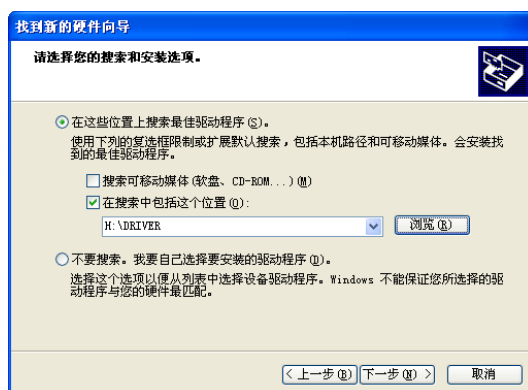 找到新的硬件向导
请选择您的搜索和安装选项。
在这些位置上搜索最佳驱动程序(S)。
使用下列的复选框限制或扩展默认搜索，包括本机路径和可移动媒体。会安装找
到的最佳驱动程序。
搜索可移动媒体(软盘、CD-ROM...)(M)
在搜索中包括这个位置(O):
H:\DRIVER
浏览(R)
不要搜索。我要自己选择要安装的驱动程序(D)。
选择这个选项以便从列表中选择设备驱动程序。Windows 不能保证您所选择的驱
动程序与您的硬件最匹配。
< 上一步(B) 下一步(N) > 取消